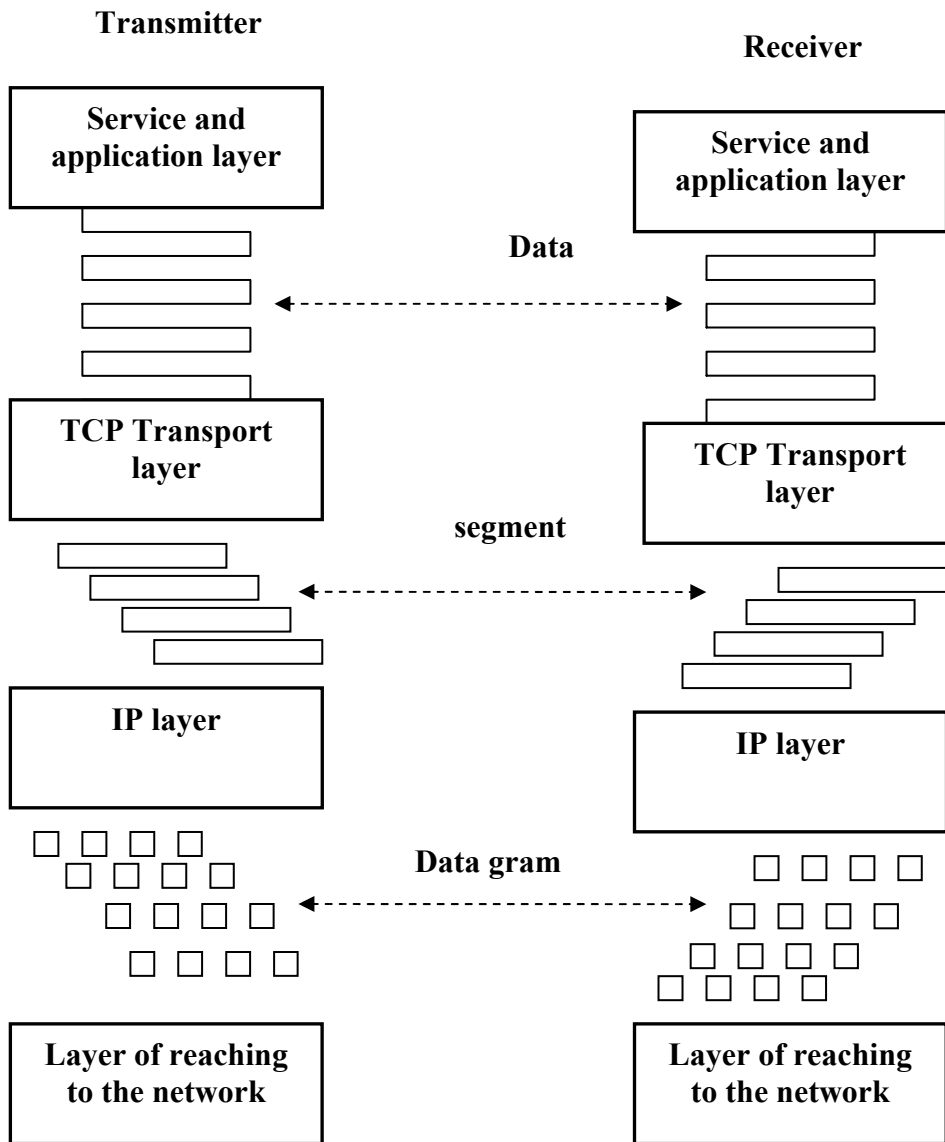 Transmitter
Receiver
Service and
application layer
Service and
application layer
Data
TCP Transport
layer
TCP Transport
layer
segment
IP layer
IP layer
Data gram
Layer of reaching
to the network
Layer of reaching
to the network